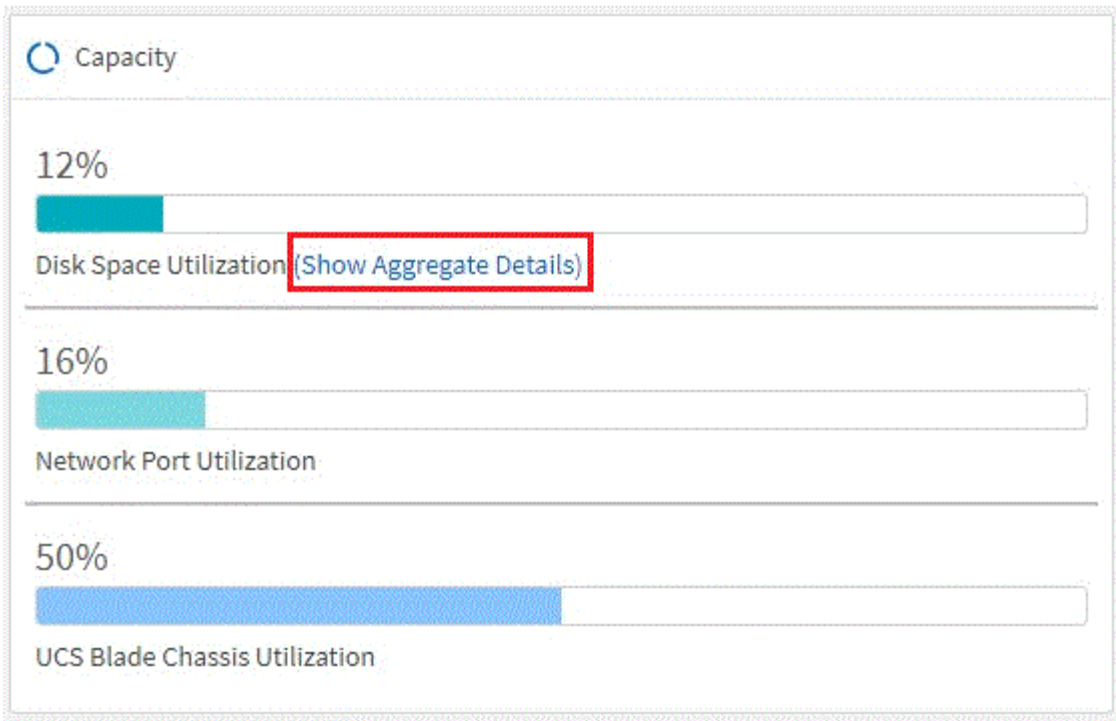 Capacity
12%
Disk Space Utilization (Show Aggregate Details)
16%
Network Port Utilization
50%
UCS Blade Chassis Utilization